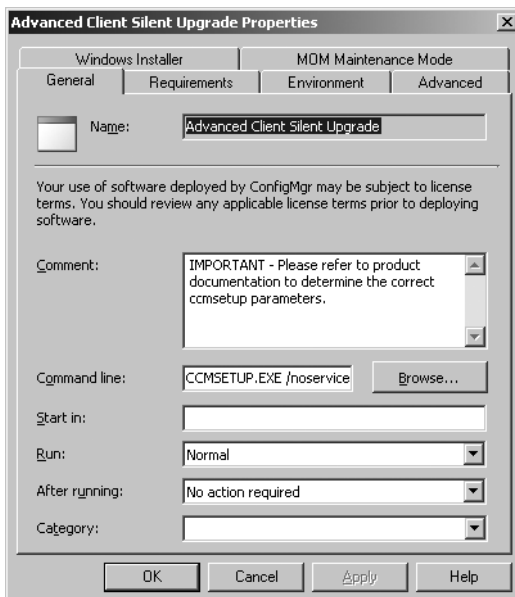 Advanced Client Silent Upgrade Properties
Windows Installer MOM Maintenance Mode
General Requirements Environment Advanced
Name: Advanced Client Silent Upgrade
Your use of software deployed by ConfigMgr may be subject to license
terms. You should review any applicable license terms prior to deploying
software.
Comment: IMPORTANT - Please refer to product
documentation to determine the correct
ccmsetup parameters.
Command line: CCMSETUP.EXE /noservice Browse...
Start in:
Run: Normal
After running: No action required
Category:
OK Cancel Apply Help